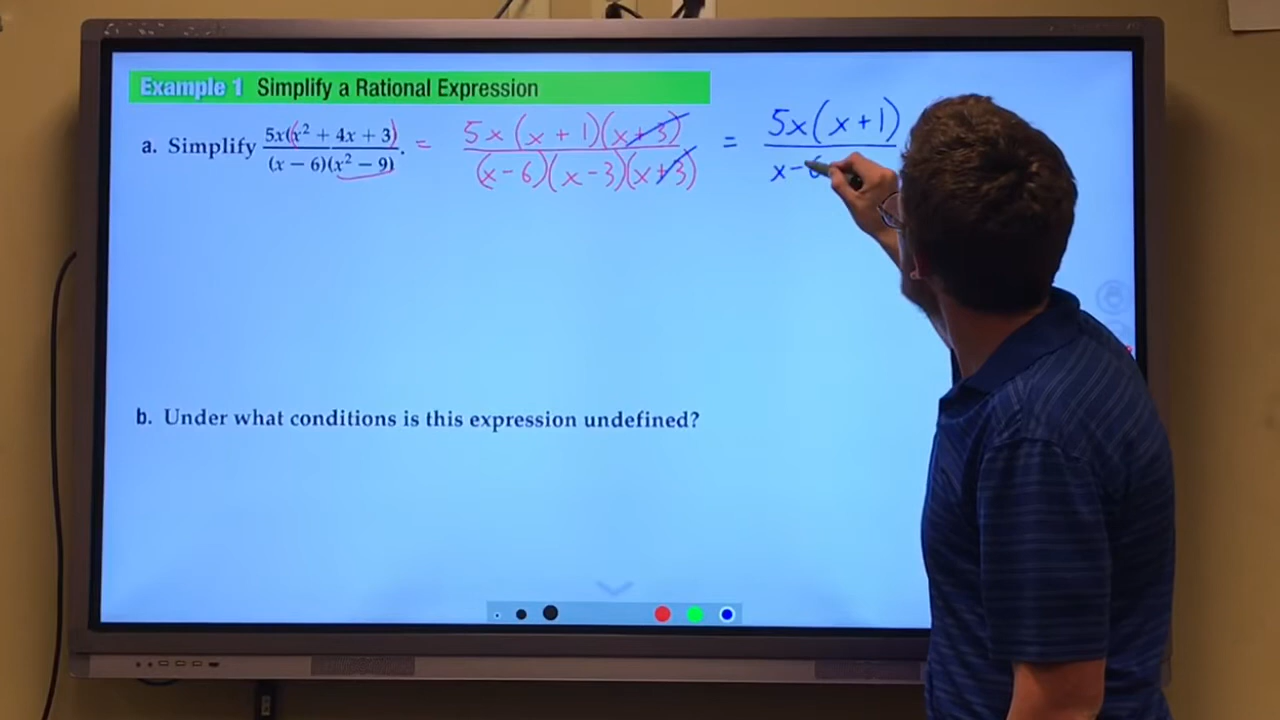 Example 1 Simplify a Rational Expression
a. Simplify 5x(x² + 4x + 3) / (x − 6)(x² − 9). = 5x(x + 1)(x + 3) / (x − 6)(x − 3)(x + 3) = 5x(x+1) / x−6
b. Under what conditions is this expression undefined?